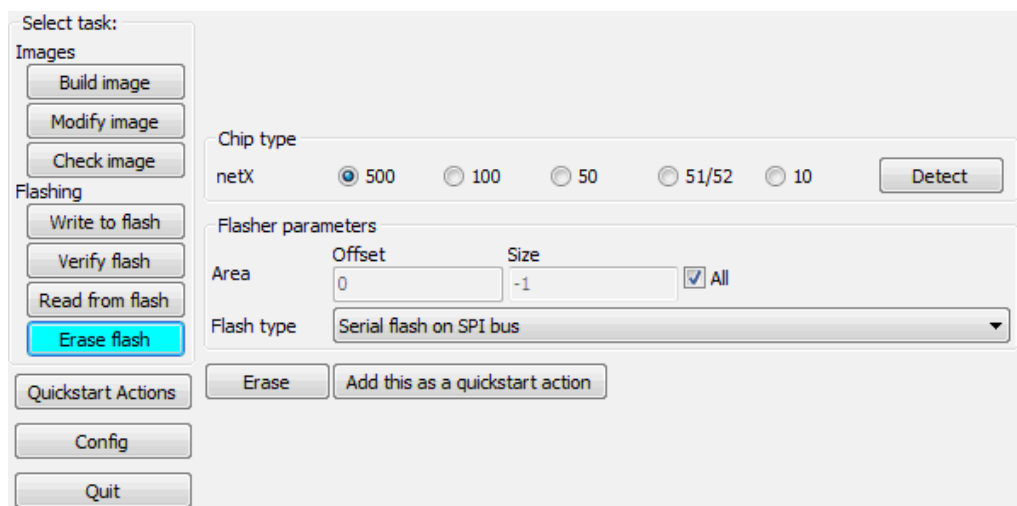 Select task:
Images
Build image
Modify image
Check image
Flashing
Write to flash
Verify flash
Read from flash
Erase flash
Quickstart Actions
Config
Quit
Chip type
netX 500 100 50 51/52 10 Detect
Flasher parameters
Offset Size
Area 0 -1 All
Flash type Serial flash on SPI bus
Erase Add this as a quickstart action